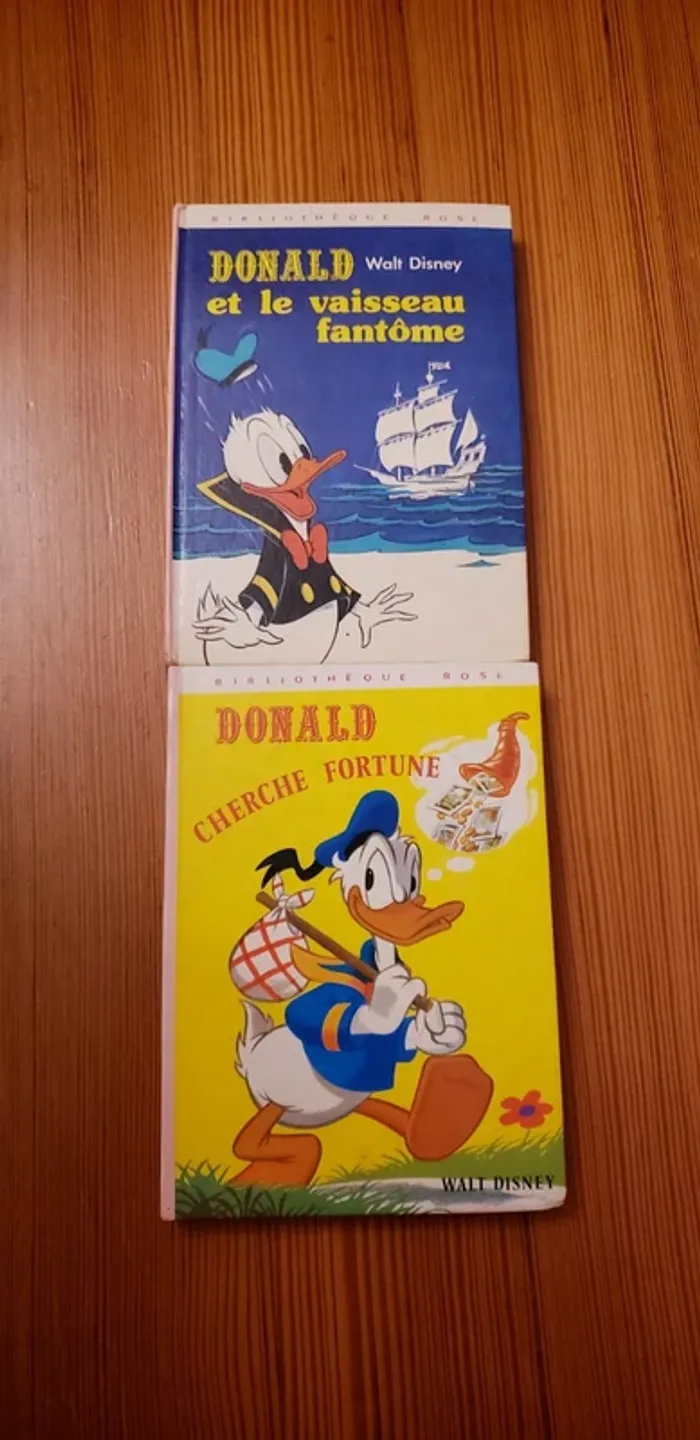 BIBLIOTHÈQUE ROSE
DONALD Walt Disney
et le vaisseau
fantôme
BIBLIOTHÈQUE ROSE
DONALD
CHERCHE FORTUNE
WALT DISNEY